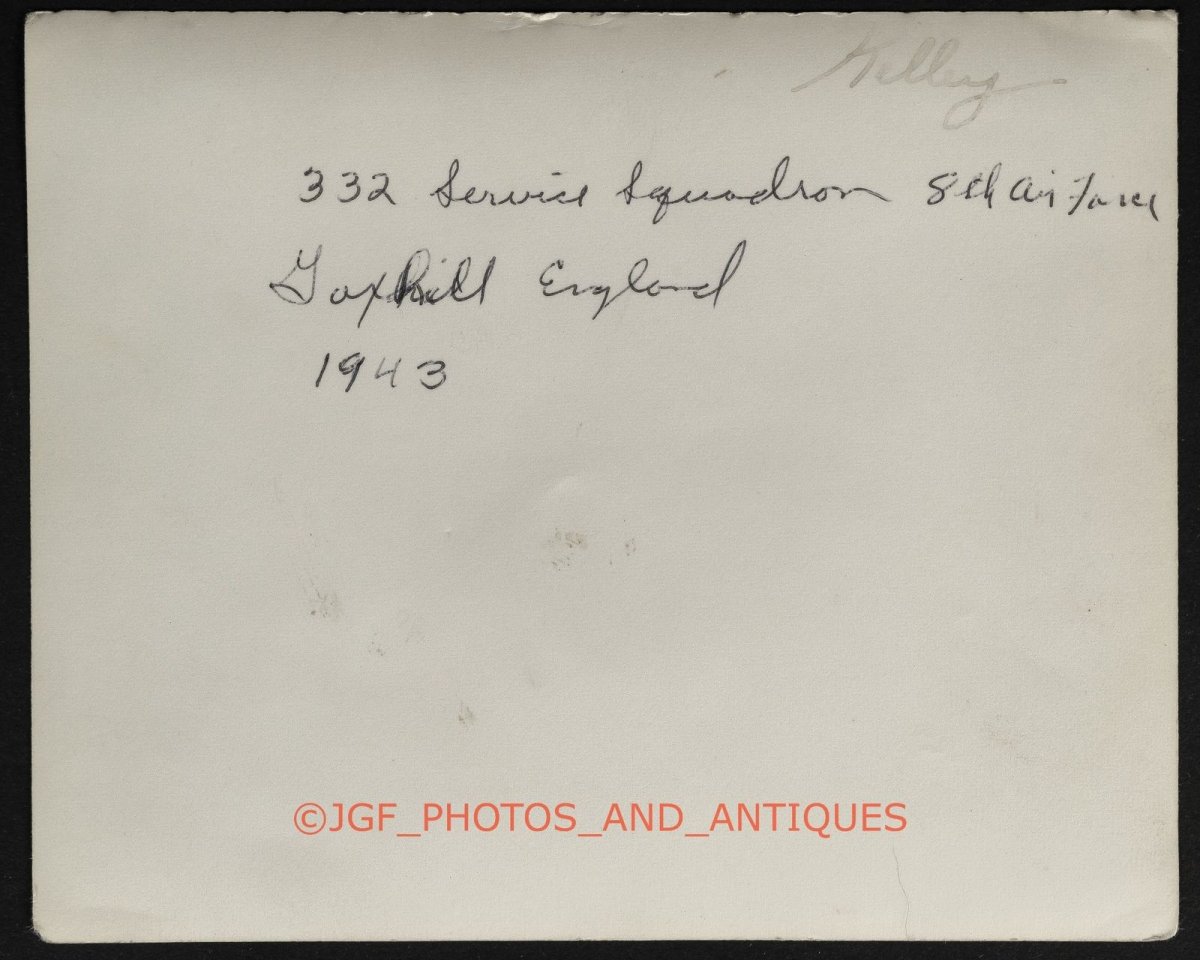 Kelley
332 Service Squadron 8th Air Force
Goxhill England
1943
©JGF_PHOTOS_AND_ANTIQUES